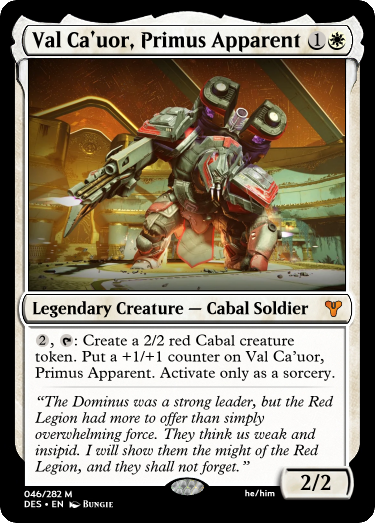 Val Ca'uor, Primus Apparent 1
Legendary Creature — Cabal Soldier
2, : Create a 2/2 red Cabal creature
token. Put a +1/+1 counter on Val Ca'uor,
Primus Apparent. Activate only as a sorcery.
“The Dominus was a strong leader, but the Red
Legion had more to offer than simply
overwhelming force. They think us weak and
insipid. I will show them the might of the Red
Legion, and they shall not forget.”
2/2
046/282 M he/him
DES • EN Bungie